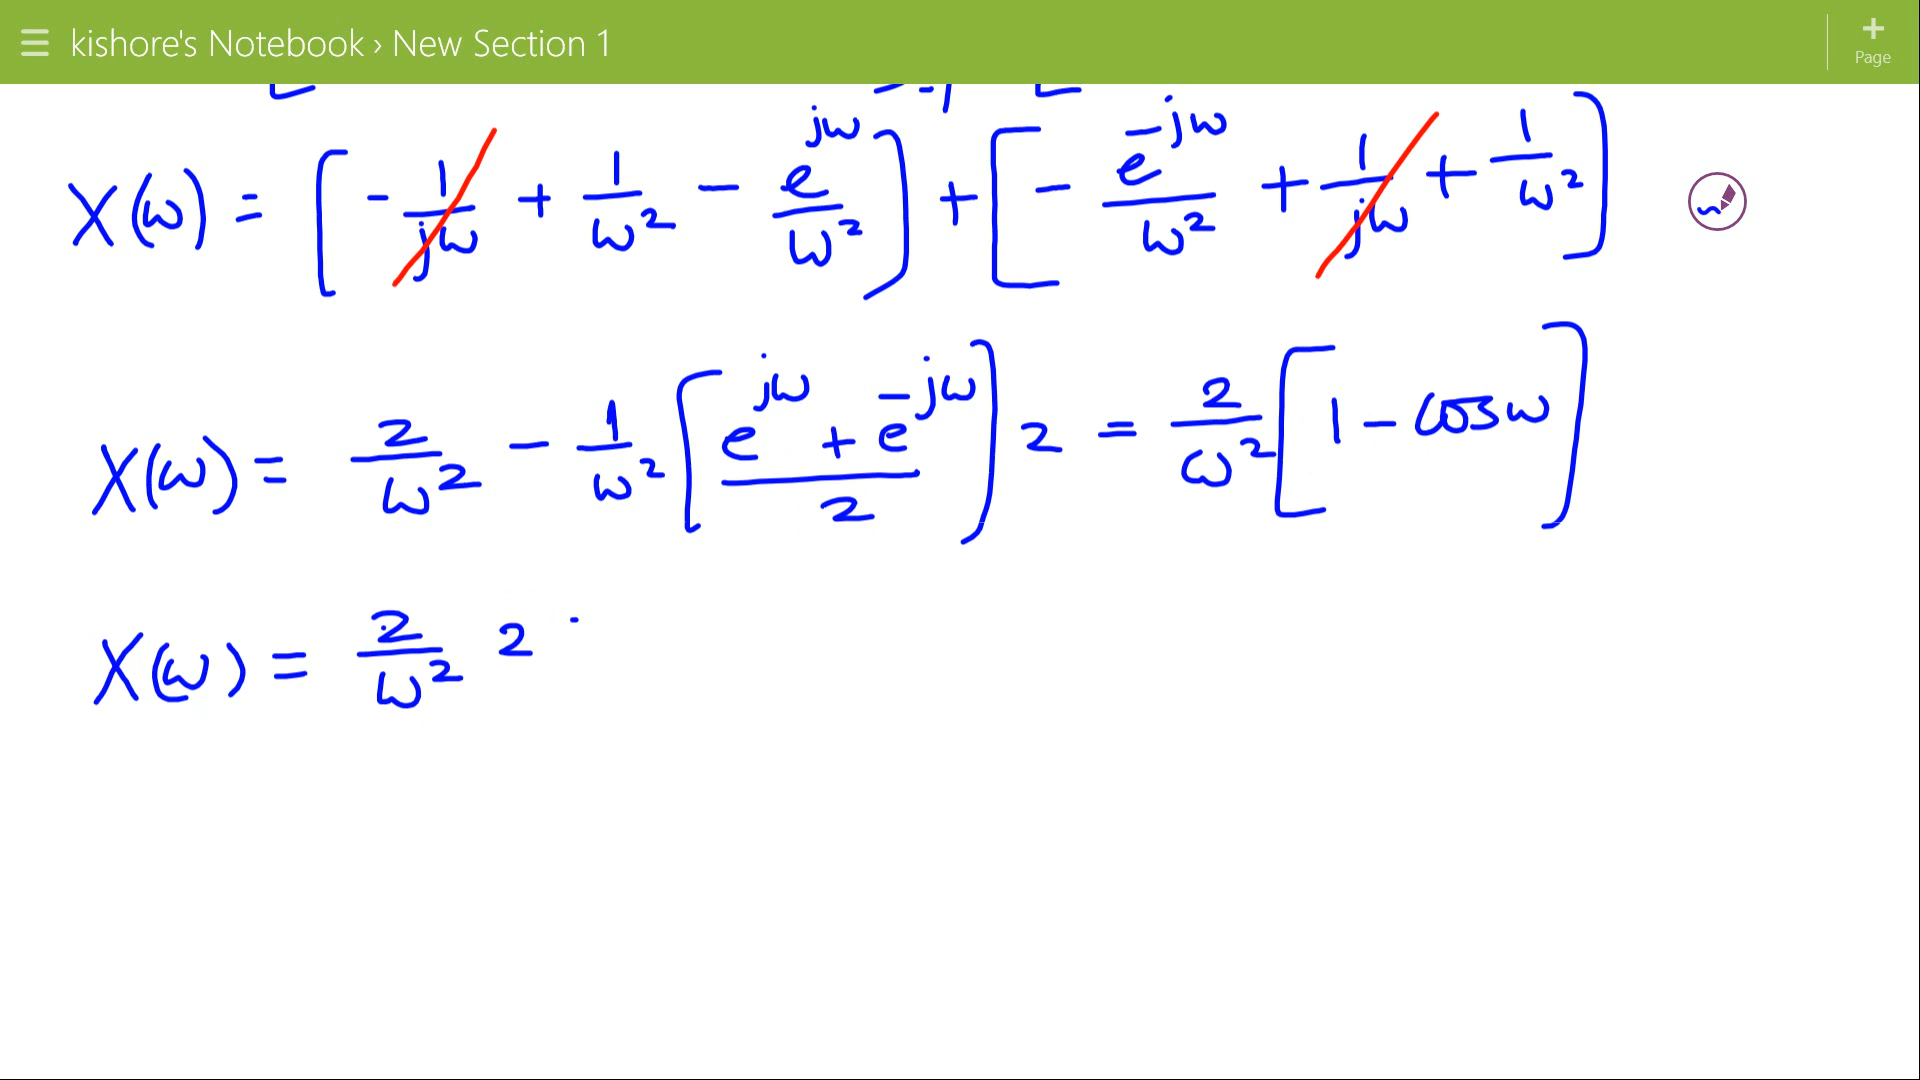 kishore's Notebook › New Section 1
Page
X(ω) = [ - 1/jω + 1/ω² - e^jω/ω² ] + [ - e^-jω/ω² + 1/jω + 1/ω² ]
X(ω) = 2/ω² - 1/ω² [ e^jω + e^-jω / 2 ] 2 = 2/ω² [ 1 - cosω ]
X(ω) = 2/ω² 2